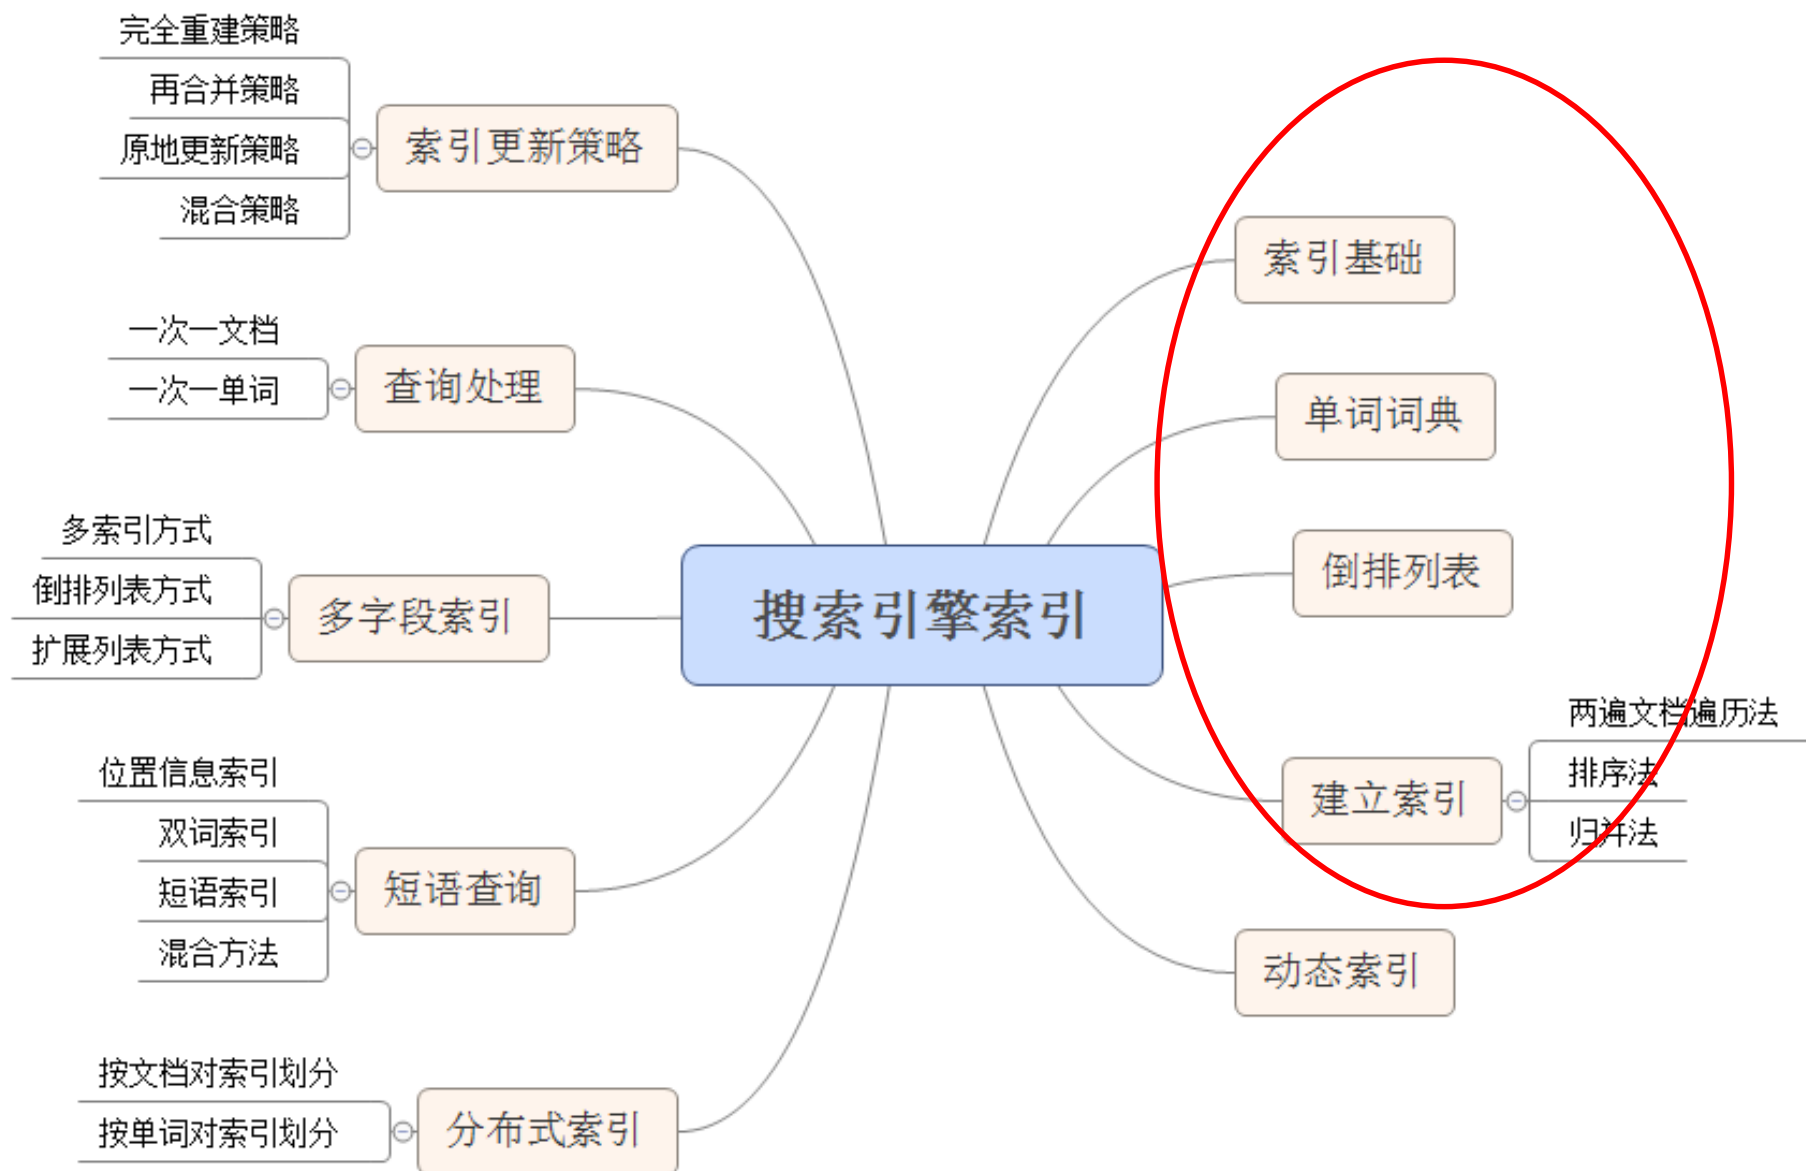 完全重建策略
再合并策略
原地更新策略
混合策略
索引更新策略
一次一文档
一次一单词
查询处理
多索引方式
倒排列表方式
扩展列表方式
多字段索引
位置信息索引
双词索引
短语索引
混合方法
短语查询
按文档对索引划分
按单词对索引划分
分布式索引
搜索引擎索引
索引基础
单词词典
倒排列表
建立索引
两遍文档遍历法
排序法
归并法
动态索引